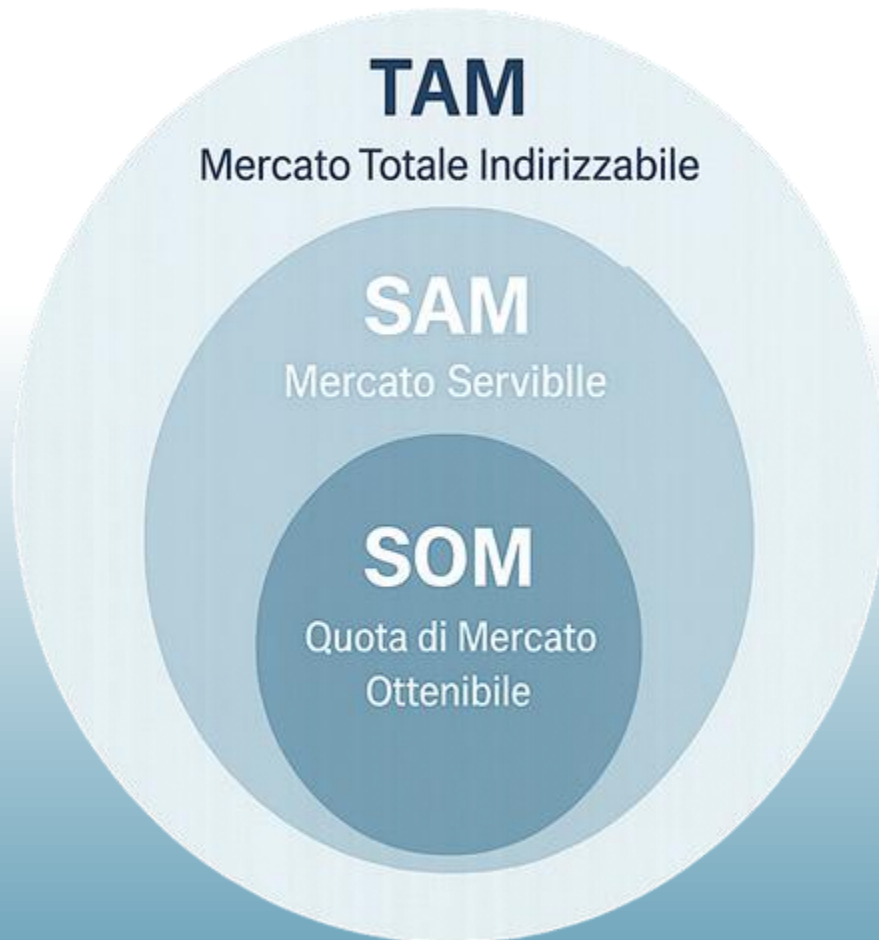 TAM
Mercato Totale Indirizzabile
SAM
Mercato Serviblle
SOM
Quota di Mercato
Ottenibile